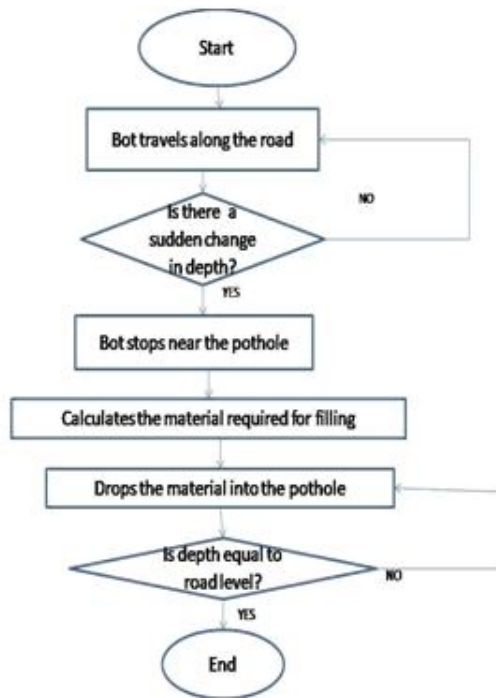 Start
Bot travels along the road
NO
Is there a
sudden change
in depth?
YES
Bot stops near the pothole
Calculates the material required for filling
Drops the material into the pothole
Is depth equal to
road level?
NO
YES
End